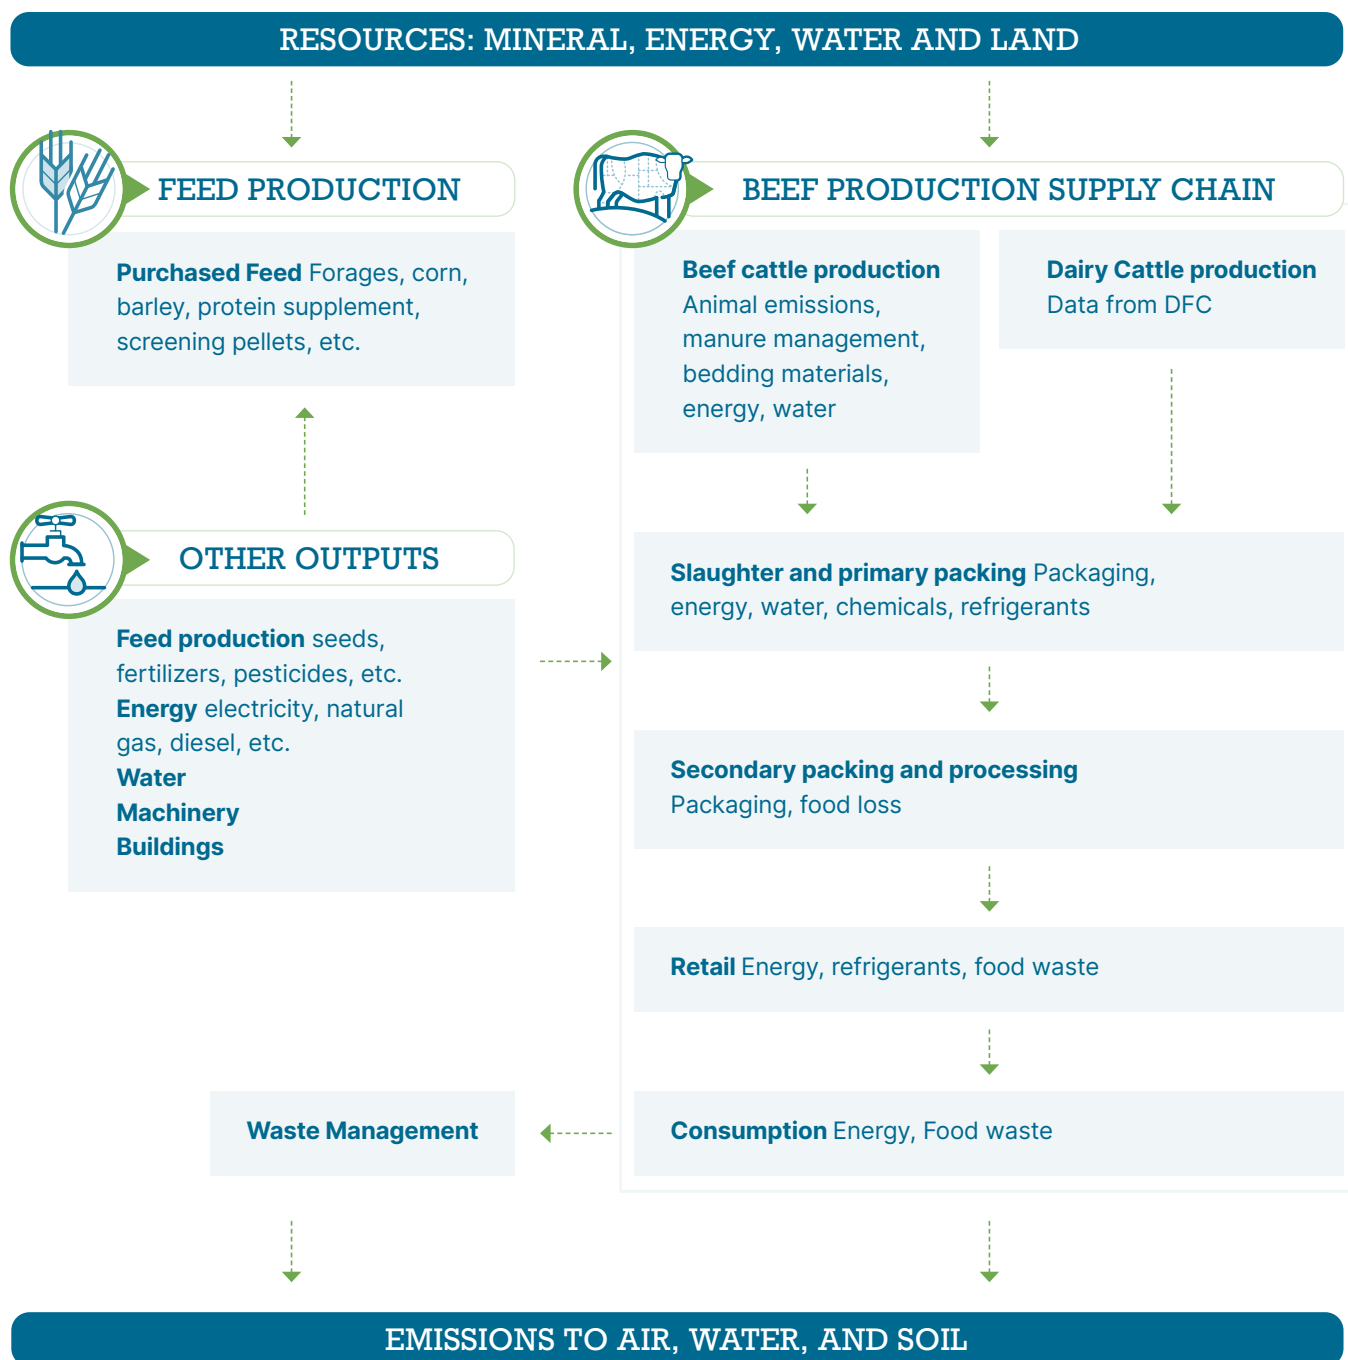 RESOURCES: MINERAL, ENERGY, WATER AND LAND
FEED PRODUCTION
Purchased Feed Forages, corn,
barley, protein supplement,
screening pellets, etc.
OTHER OUTPUTS
Feed production seeds,
fertilizers, pesticides, etc.
Energy electricity, natural
gas, diesel, etc.
Water
Machinery
Buildings
BEEF PRODUCTION SUPPLY CHAIN
Beef cattle production
Animal emissions,
manure management,
bedding materials,
energy, water
Dairy Cattle production
Data from DFC
Slaughter and primary packing Packaging,
energy, water, chemicals, refrigerants
Secondary packing and processing
Packaging, food loss
Retail Energy, refrigerants, food waste
Consumption Energy, Food waste
Waste Management
EMISSIONS TO AIR, WATER, AND SOIL